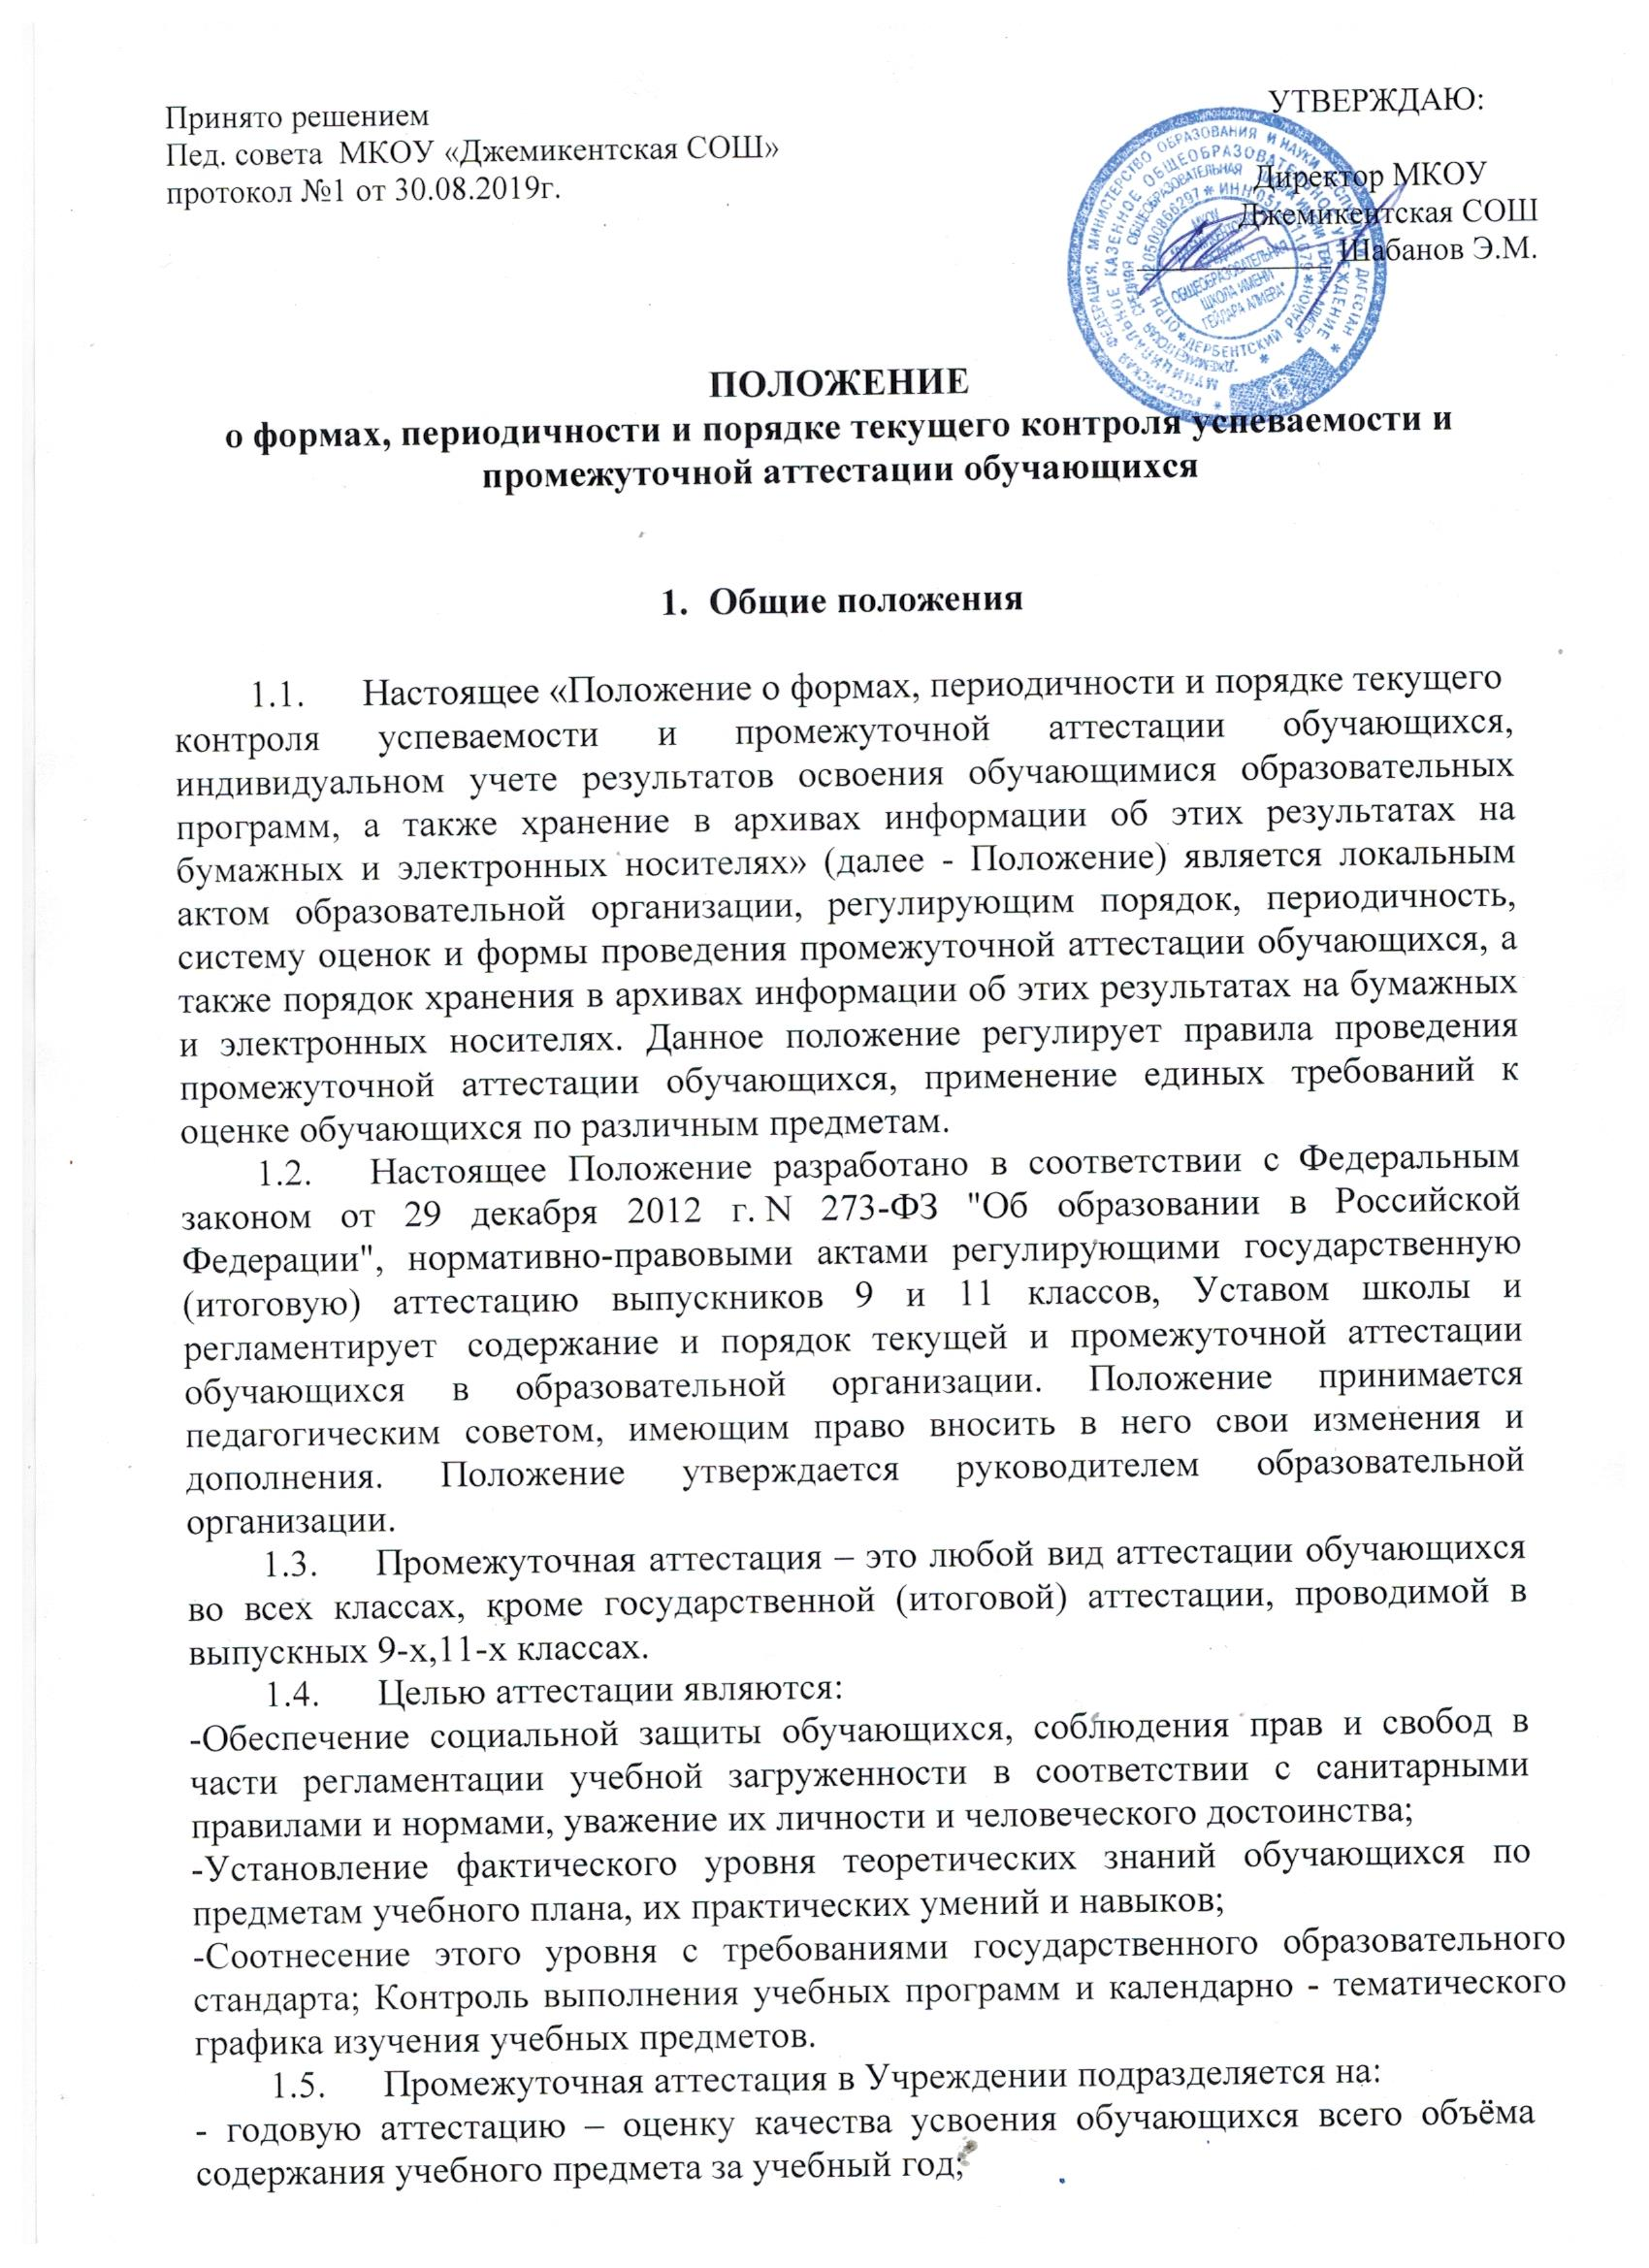 Принято решением
Пед. совета МКОУ «Джемикентская СОШ»
протокол №1 от 30.08.2019г.
УТВЕРЖДАЮ:
Директор МКОУ
Джемикентская СОШ
Шабанов Э.М.
МКОУ
ОБЩЕОБРАЗОВАТЕЛЬНАЯ
ШКОЛА ИМЕНИ
ГЕЙДАРА АЛИЕВА"
ПОЛОЖЕНИЕ
о формах, периодичности и порядке текущего контроля успеваемости и
промежуточной аттестации обучающихся
1. Общие положения
1.1. Настоящее «Положение о формах, периодичности и порядке текущего
контроля успеваемости и промежуточной аттестации обучающихся,
индивидуальном учете результатов освоения обучающимися образовательных
программ, а также хранение в архивах информации об этих результатах на
бумажных и электронных носителях» (далее - Положение) является локальным
актом образовательной организации, регулирующим порядок, периодичность,
систему оценок и формы проведения промежуточной аттестации обучающихся, а
также порядок хранения в архивах информации об этих результатах на бумажных
и электронных носителях. Данное положение регулирует правила проведения
промежуточной аттестации обучающихся, применение единых требований к
оценке обучающихся по различным предметам.
1.2. Настоящее Положение разработано в соответствии с Федеральным
законом от 29 декабря 2012 г. N 273-ФЗ "Об образовании в Российской
Федерации", нормативно-правовыми актами регулирующими государственную
(итоговую) аттестацию выпускников 9 и 11 классов, Уставом школы и
регламентирует содержание и порядок текущей и промежуточной аттестации
обучающихся в образовательной организации. Положение принимается
педагогическим советом, имеющим право вносить в него свои изменения и
дополнения. Положение утверждается руководителем образовательной
организации.
1.3. Промежуточная аттестация – это любой вид аттестации обучающихся
во всех классах, кроме государственной (итоговой) аттестации, проводимой в
выпускных 9-х,11-х классах.
1.4. Целью аттестации являются:
-Обеспечение социальной защиты обучающихся, соблюдения прав и свобод в
части регламентации учебной загруженности в соответствии с санитарными
правилами и нормами, уважение их личности и человеческого достоинства;
-Установление фактического уровня теоретических знаний обучающихся по
предметам учебного плана, их практических умений и навыков;
-Соотнесение этого уровня с требованиями государственного образовательного
стандарта; Контроль выполнения учебных программ и календарно - тематического
графика изучения учебных предметов.
1.5. Промежуточная аттестация в Учреждении подразделяется на:
- годовую аттестацию – оценку качества усвоения обучающихся всего объёма
содержания учебного предмета за учебный год;